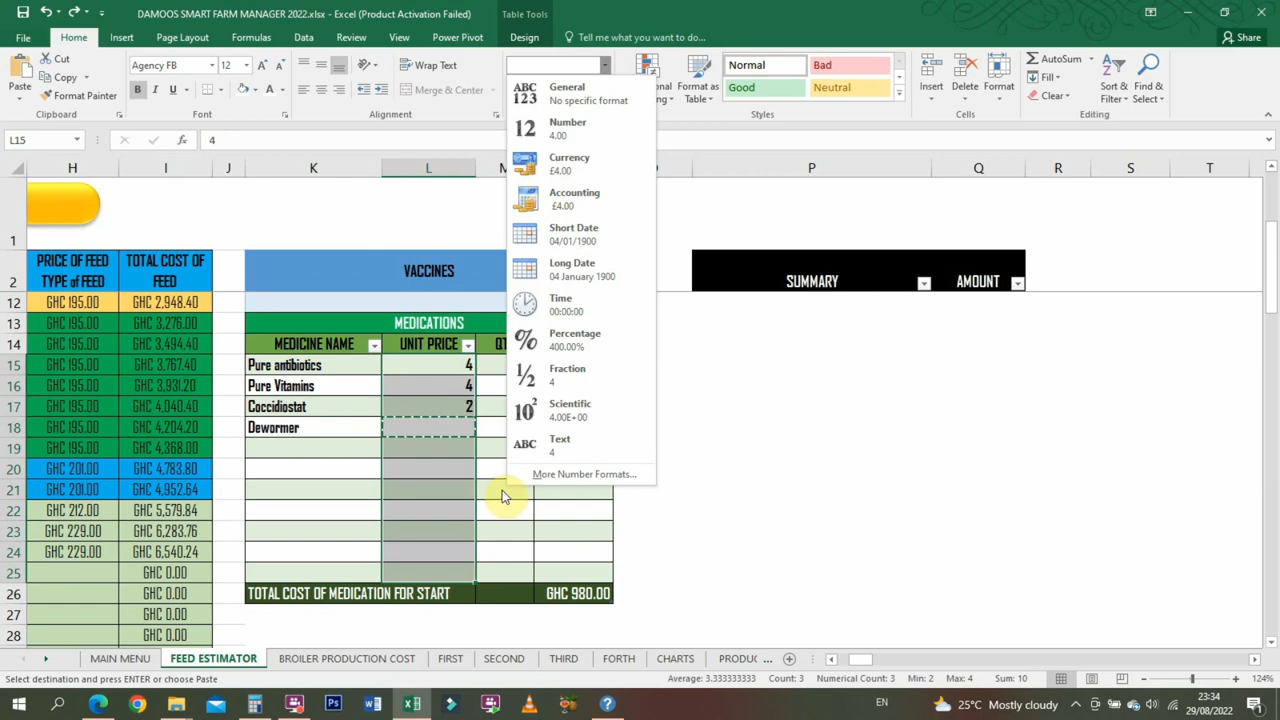 DAMOOS SMART FARM MANAGER 2022.xlsx - Excel (Product Activation Failed)
Table Tools
File
Home
Insert
Page Layout
Formulas
Data
Review
View
Power Pivot
Design
Tell me what you want to do...
Share
Paste
Cut
Copy
Format Painter
Clipboard
Agency FB
12
B
I
U
Font
Wrap Text
Merge & Center
Alignment
Format as
Table
Normal
Bad
Good
Neutral
Styles
Insert
Delete
Format
Cells
AutoSum
Fill
Clear
Sort &
Filter
Find &
Select
Editing
L15
fx
4
General
No specific format
Number
4.00
Currency
£4.00
Accounting
£4.00
Short Date
04/01/1900
Long Date
04 January 1900
Time
00:00:00
Percentage
400.00%
Fraction
4
Scientific
4.00E+00
Text
4
More Number Formats...
H I J K L P Q R S T
1
2 PRICE OF FEED TOTAL COST OF
TYPE of FEED FEED
VACCINES
SUMMARY
AMOUNT
12 GHC 195.00 GHC 2,948.40
13 GHC 195.00 GHC 3,276.00 MEDICATIONS
14 GHC 195.00 GHC 3,494.40 MEDICINE NAME UNIT PRICE
15 GHC 195.00 GHC 3,767.40 Pure antibiotics 4
16 GHC 195.00 GHC 3,931.20 Pure Vitamins 4
17 GHC 195.00 GHC 4,040.40 Coccidiostat 2
18 GHC 195.00 GHC 4,204.20 Dewormer
19 GHC 195.00 GHC 4,368.00
20 GHC 201.00 GHC 4,783.80
21 GHC 201.00 GHC 4,952.64
22 GHC 212.00 GHC 5,579.84
23 GHC 229.00 GHC 6,283.76
24 GHC 229.00 GHC 6,540.24
25 GHC 0.00
26 GHC 0.00 TOTAL COST OF MEDICATION FOR START GHC 980.00
27 GHC 0.00
28 GHC 0.00
MAIN MENU
FEED ESTIMATOR
BROILER PRODUCTION COST
FIRST
SECOND
THIRD
FORTH
CHARTS
PRODUC ...
Select destination and press ENTER or choose Paste
Average: 3.33333333
Count: 3
Numerical Count: 3
Min: 2
Max: 4
Sum: 10
124%
EN
25°C Mostly cloudy
23:34
29/08/2022